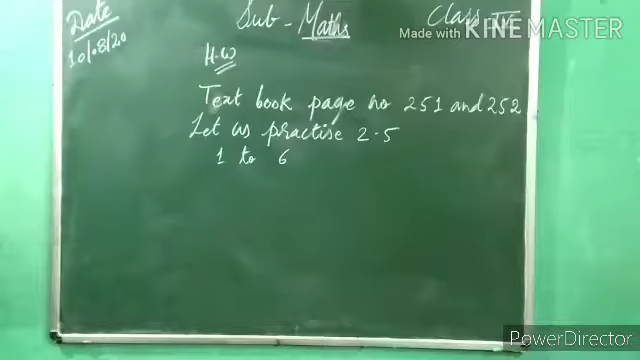 Date
10/08/20
Sub - Maths
Class - IV
Made with KINEMASTER
H.W
Text book page no 251 and 252
Let us practise 2.5
1 to 6
PowerDirector